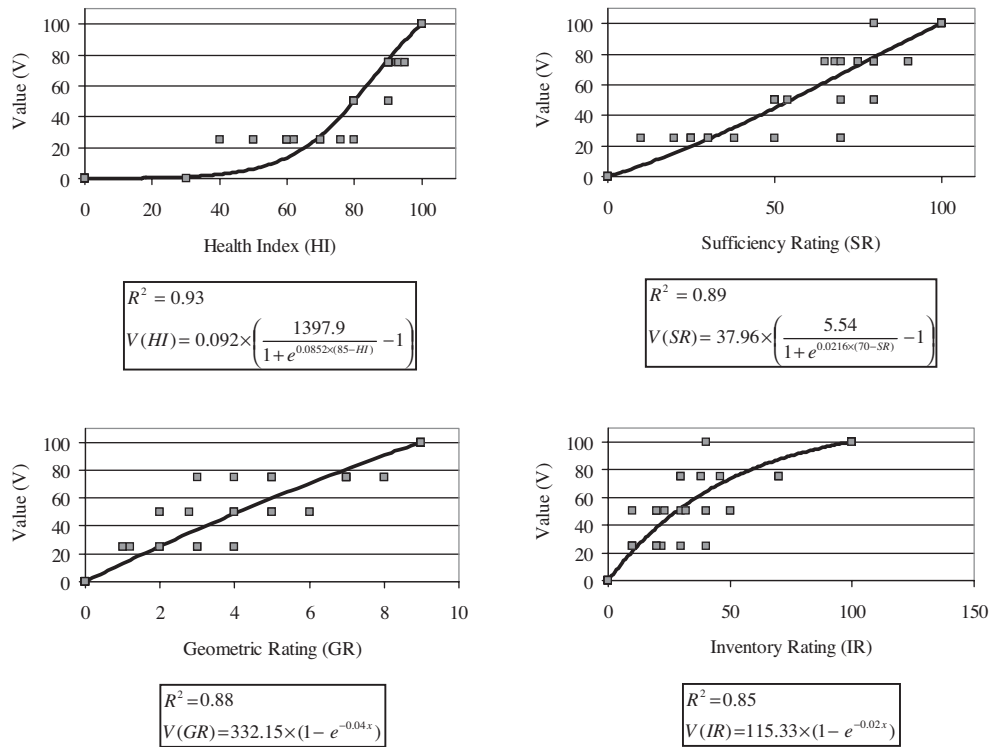 100
80
60
40
20
0
Value (V)
0 20 40 60 80 100
Health Index (HI)
R² = 0.93
V(HI) = 0.092×(1397.9/(1+e^(0.0852×(85−HI))) −1)
100
80
60
40
20
0
Value (V)
0 50 100
Sufficiency Rating (SR)
R² = 0.89
V(SR) = 37.96×(5.54/(1+e^(0.0216×(70−SR))) −1)
100
80
60
40
20
0
Value (V)
0 2 4 6 8 10
Geometric Rating (GR)
R² =0.88
V(GR)=332.15×(1−e^(−0.04x))
100
80
60
40
20
0
Value (V)
0 50 100 150
Inventory Rating (IR)
R² =0.85
V(IR)=115.33×(1−e^(−0.02x))